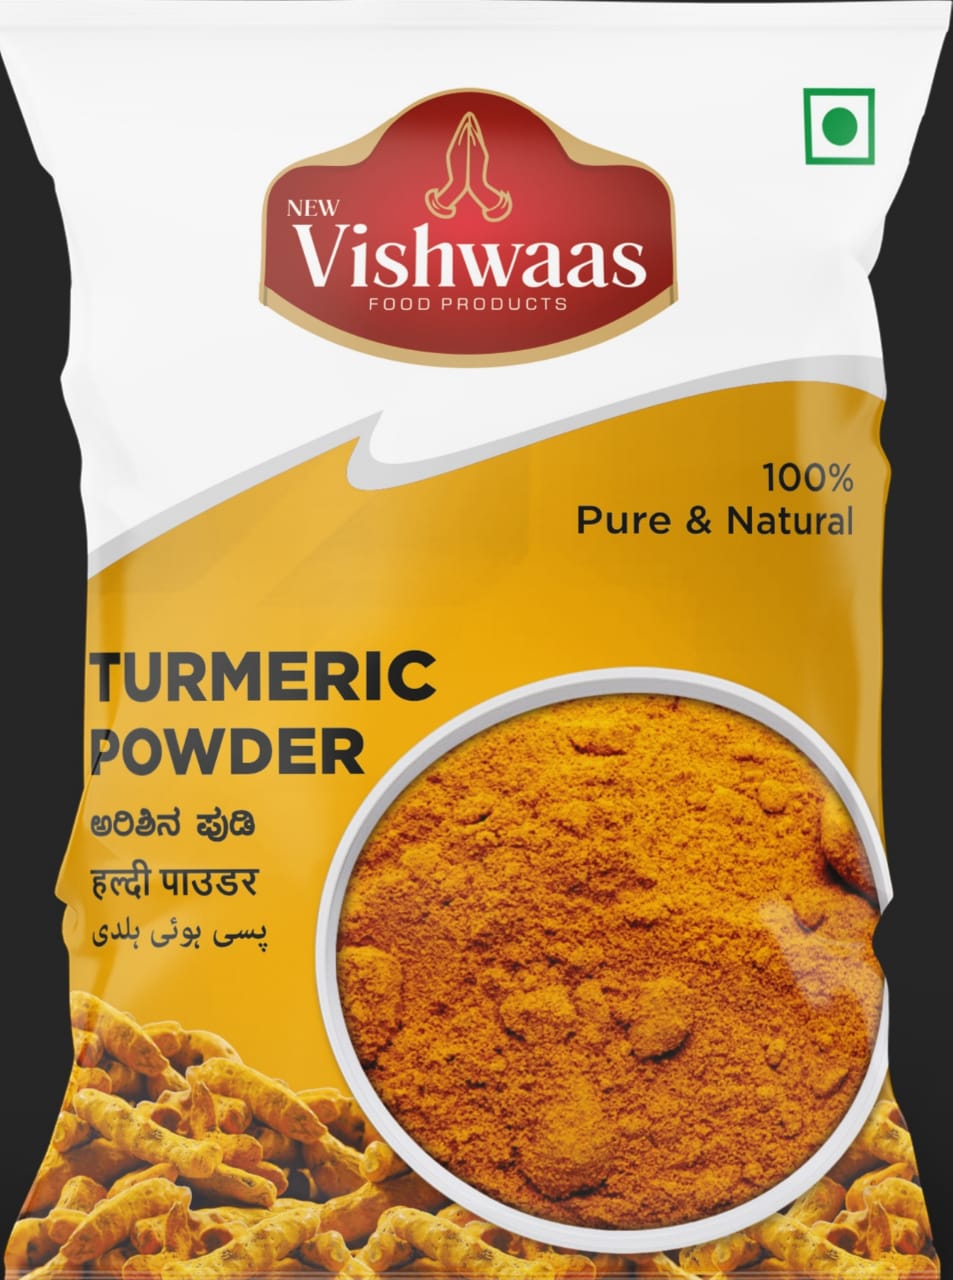 NEW
Vishwaas
FOOD PRODUCTS
100%
Pure & Natural
TURMERIC
POWDER
ಅರಿಶಿನ ಪುಡಿ
हल्दी पाउडर
پسی ہوئی ہلدی